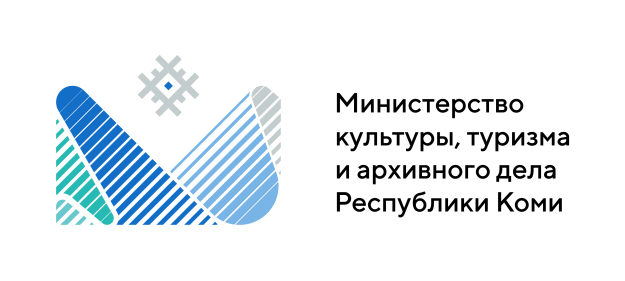 Министерство
культуры, туризма
и архивного дела
Республики Коми